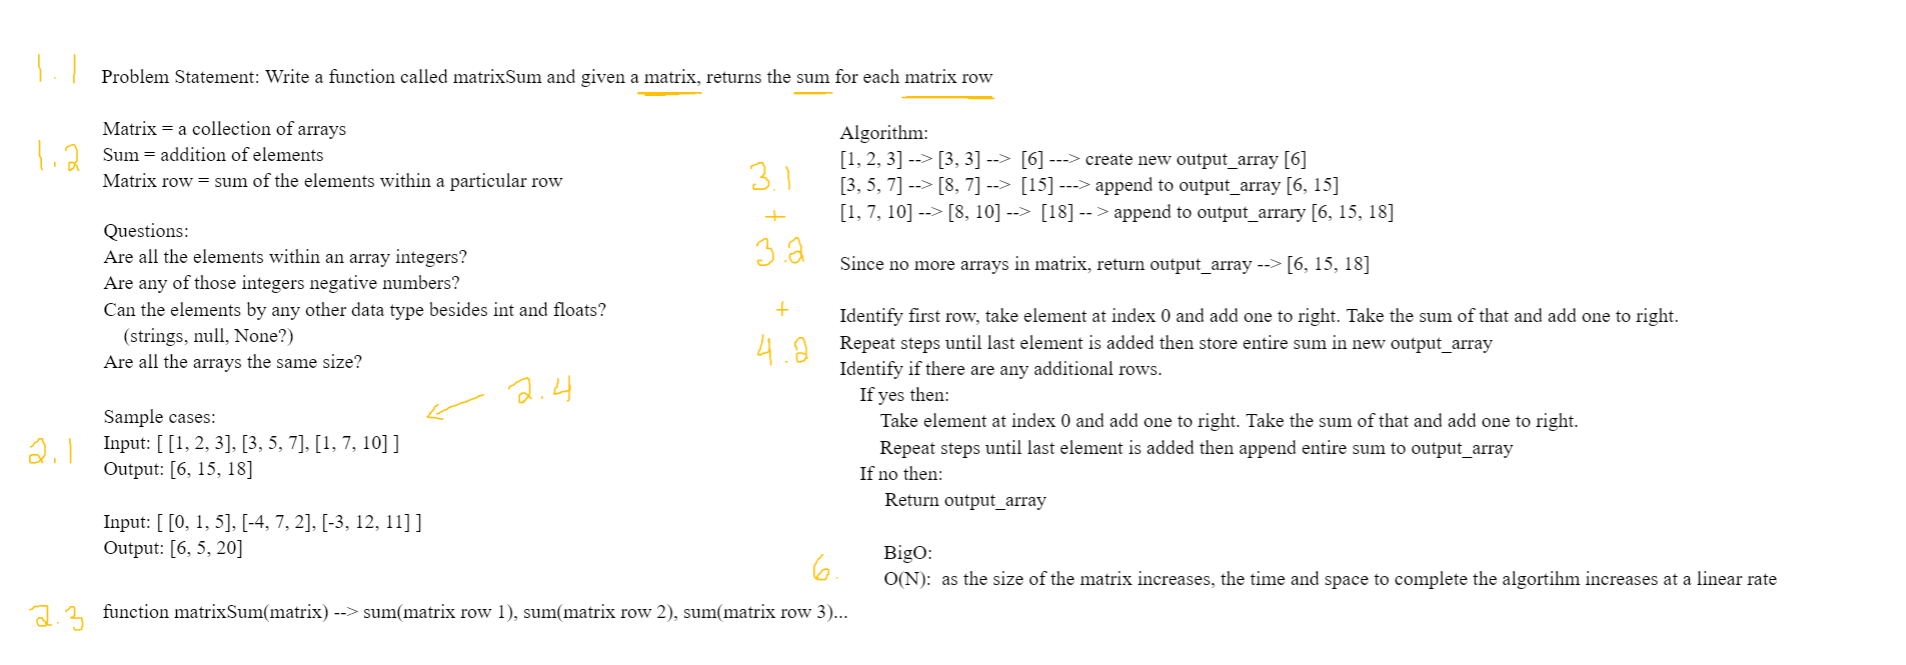 1.1 Problem Statement: Write a function called matrixSum and given a matrix, returns the sum for each matrix row
1.2
Matrix = a collection of arrays
Sum = addition of elements
Matrix row = sum of the elements within a particular row
Questions:
Are all the elements within an array integers?
Are any of those integers negative numbers?
Can the elements by any other data type besides int and floats?
(strings, null, None?)
Are all the arrays the same size?
2.4
Sample cases:
2.1
Input: [ [1, 2, 3], [3, 5, 7], [1, 7, 10] ]
Output: [6, 15, 18]
Input: [ [0, 1, 5], [-4, 7, 2], [-3, 12, 11] ]
Output: [6, 5, 20]
2.3 function matrixSum(matrix) --> sum(matrix row 1), sum(matrix row 2), sum(matrix row 3)...
3.1
+
3.2
+
4.2
Algorithm:
[1, 2, 3] --> [3, 3] --> [6] ---> create new output_array [6]
[3, 5, 7] --> [8, 7] --> [15] ---> append to output_array [6, 15]
[1, 7, 10] --> [8, 10] --> [18] -- > append to output_arrary [6, 15, 18]
Since no more arrays in matrix, return output_array --> [6, 15, 18]
Identify first row, take element at index 0 and add one to right. Take the sum of that and add one to right.
Repeat steps until last element is added then store entire sum in new output_array
Identify if there are any additional rows.
If yes then:
Take element at index 0 and add one to right. Take the sum of that and add one to right.
Repeat steps until last element is added then append entire sum to output_array
If no then:
Return output_array
6.
BigO:
O(N): as the size of the matrix increases, the time and space to complete the algortihm increases at a linear rate